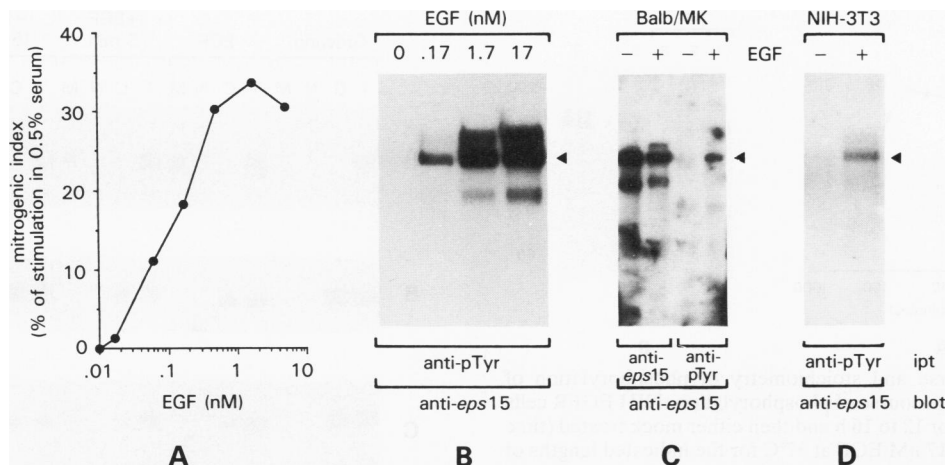 EGF (nM)
0 .17 1.7 17
Balb/MK
– + – +
EGF
NIH-3T3
– +
mitrogenic index
(% of stimulation in 0.5% serum)
40
30
20
10
0
.01 .1 1 10
EGF (nM)
anti-pTyr
anti-eps15
anti-
eps15
anti-
pTyr
anti-eps15
anti-pTyr
anti-eps15
ipt
blot
A
B
C
D